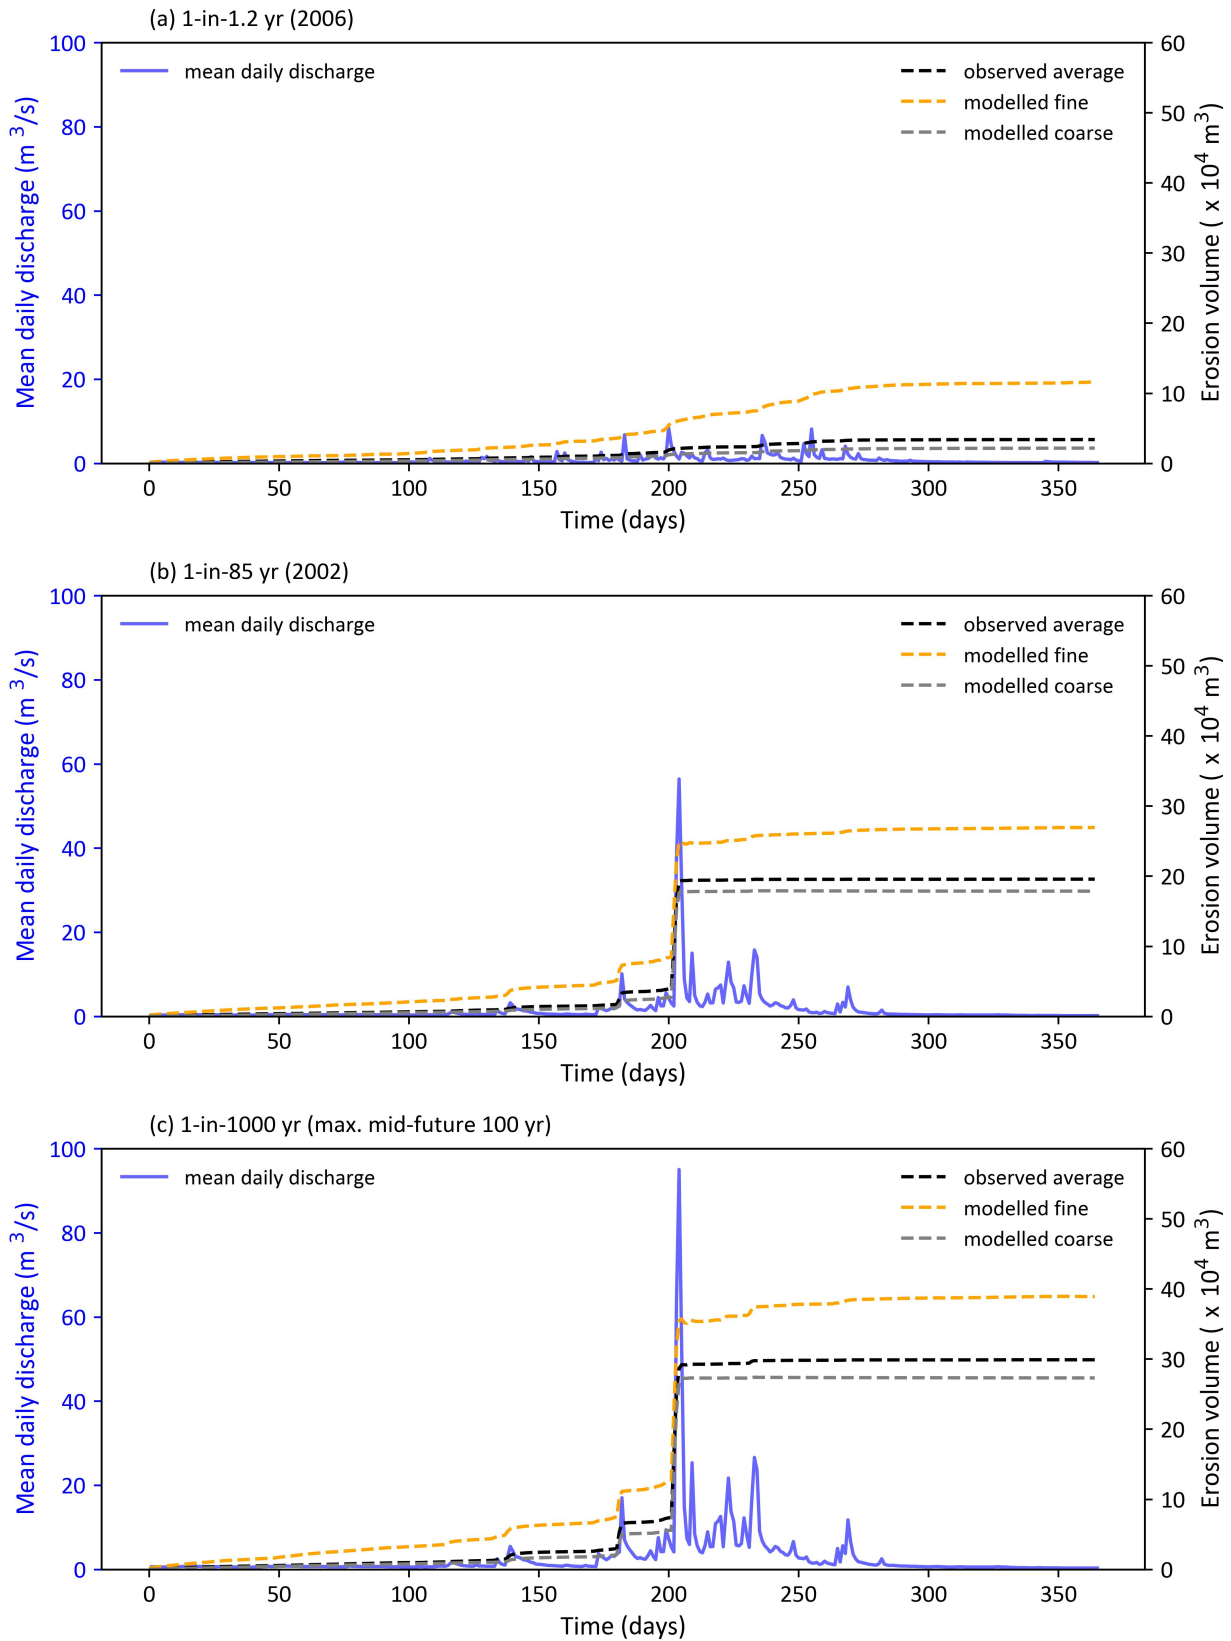 (a) 1-in-1.2 yr (2006)
mean daily discharge
observed average
modelled fine
modelled coarse
Mean daily discharge (m ³/s)
100
80
60
40
20
0
Erosion volume ( x 10⁴ m³)
60
50
40
30
20
10
0
0 50 100 150 200 250 300 350
Time (days)
(b) 1-in-85 yr (2002)
mean daily discharge
observed average
modelled fine
modelled coarse
Mean daily discharge (m ³/s)
100
80
60
40
20
0
Erosion volume ( x 10⁴ m³)
60
50
40
30
20
10
0
0 50 100 150 200 250 300 350
Time (days)
(c) 1-in-1000 yr (max. mid-future 100 yr)
mean daily discharge
observed average
modelled fine
modelled coarse
Mean daily discharge (m ³/s)
100
80
60
40
20
0
Erosion volume ( x 10⁴ m³)
60
50
40
30
20
10
0
0 50 100 150 200 250 300 350
Time (days)